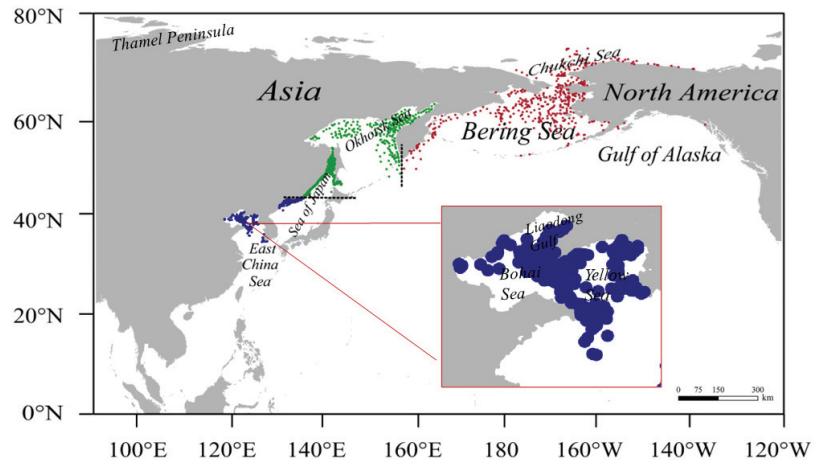 80°N
60°N
40°N
20°N
0°N
Thamel Peninsula
Asia
Chukchi Sea
North America
Okhotsk Sea
Bering Sea
Gulf of Alaska
Sea of Japan
East
China
Sea
Liaodong
Gulf
Bohai
Sea
Yellow
Sea
0 75 150 300
km
100°E 120°E 140°E 160°E 180 160°W 140°W 120°W